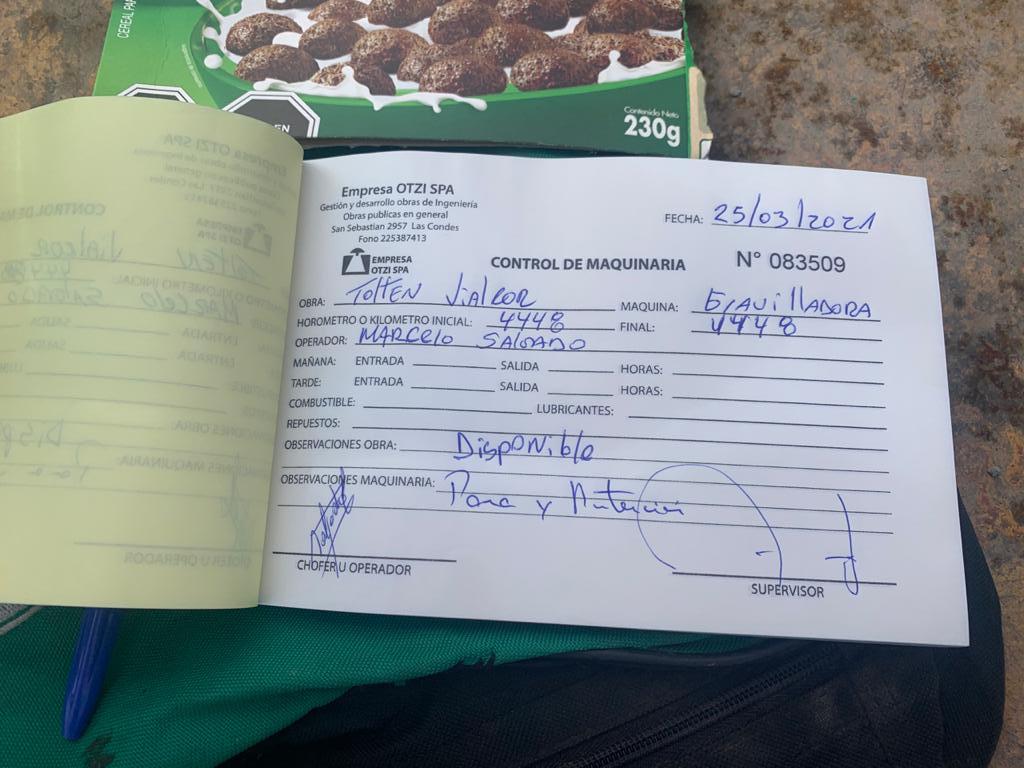 CEREAL
EN
Contenido Neto
230g
Empresa OTZI SPA
Gestión y desarrollo obras de Ingeniería
Obras publicas en general
San Sebastian 2957 Las Condes
Fono 225387413
FECHA: 25/03/2021
EMPRESA
OTZI SPA
CONTROL DE MAQUINARIA
N° 083509
OBRA: TolTEN Vialcor MAQUINA: GravillADORA
HOROMETRO O KILOMETRO INICIAL: 4448 FINAL: 4448
OPERADOR: MARCElo SALGADO
MAÑANA: ENTRADA SALIDA HORAS:
TARDE: ENTRADA SALIDA HORAS:
COMBUSTIBLE: LUBRICANTES:
REPUESTOS:
OBSERVACIONES OBRA: Disponible
OBSERVACIONES MAQUINARIA: Pana y
CHOFER U OPERADOR
SUPERVISOR